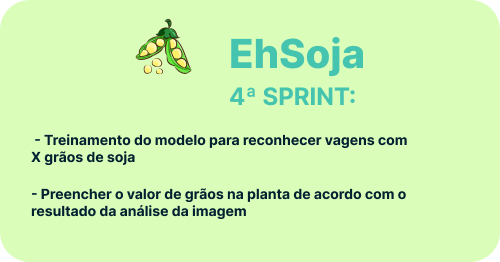 EhSoja
4ª SPRINT:
- Treinamento do modelo para reconhecer vagens com
X grãos de soja
- Preencher o valor de grãos na planta de acordo com o
resultado da análise da imagem